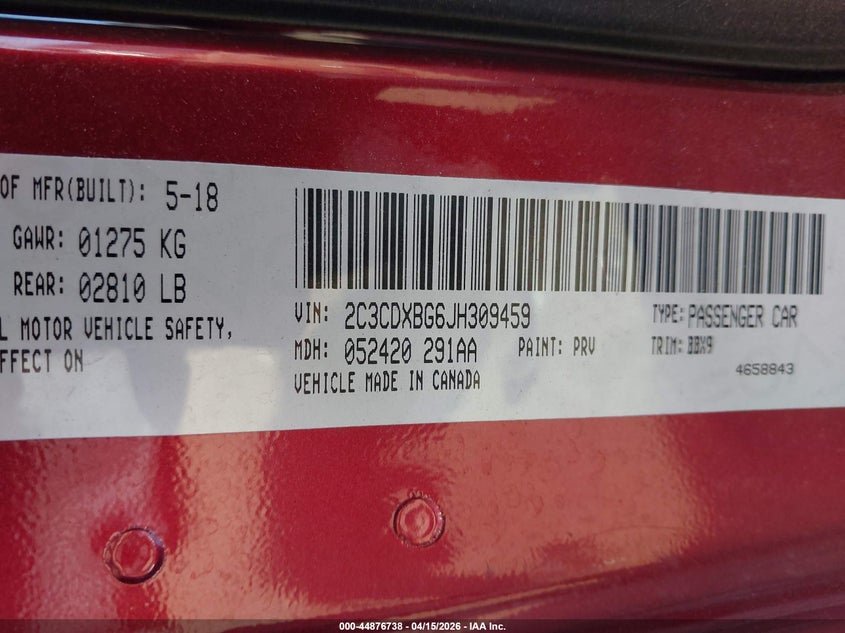 OF MFR(BUILT): 5-18
GAWR: 01275 KG
REAR: 02810 LB
MOTOR VEHICLE SAFETY,
ON
VIN: 2C3CDXBG6JH309459
TYPE: PASSENGER CAR
MDH: 052420 291AA
PAINT: PRV
TRIM: BBX9
VEHICLE MADE IN CANADA
4658843
000-44876738 - 04/15/2026 - IAA Inc.